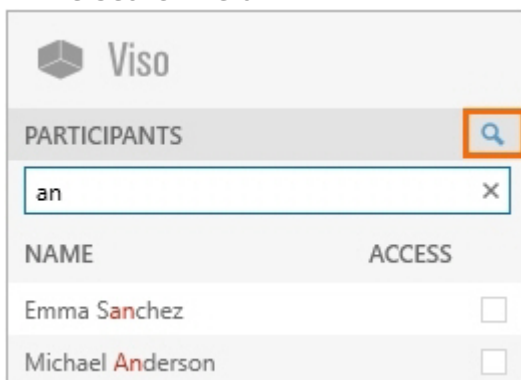 Viso
PARTICIPANTS
an
NAME ACCESS
Emma Sanchez
Michael Anderson